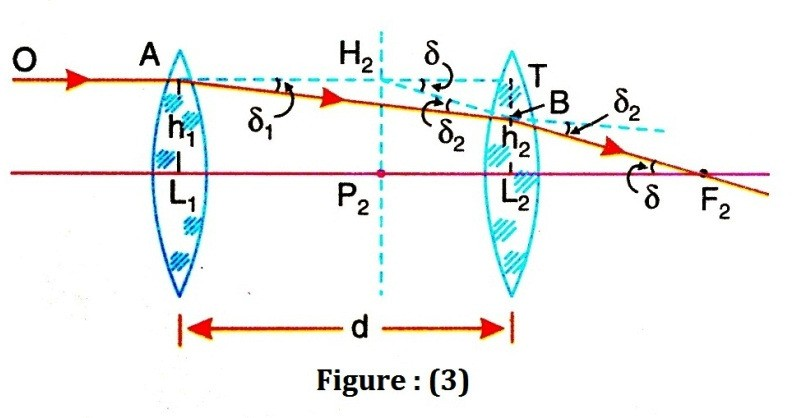 O A H₂ δ T
B δ₂
δ₁ δ₂
h₁ h₂
L₁ P₂ L₂ δ F₂
d
Figure : (3)